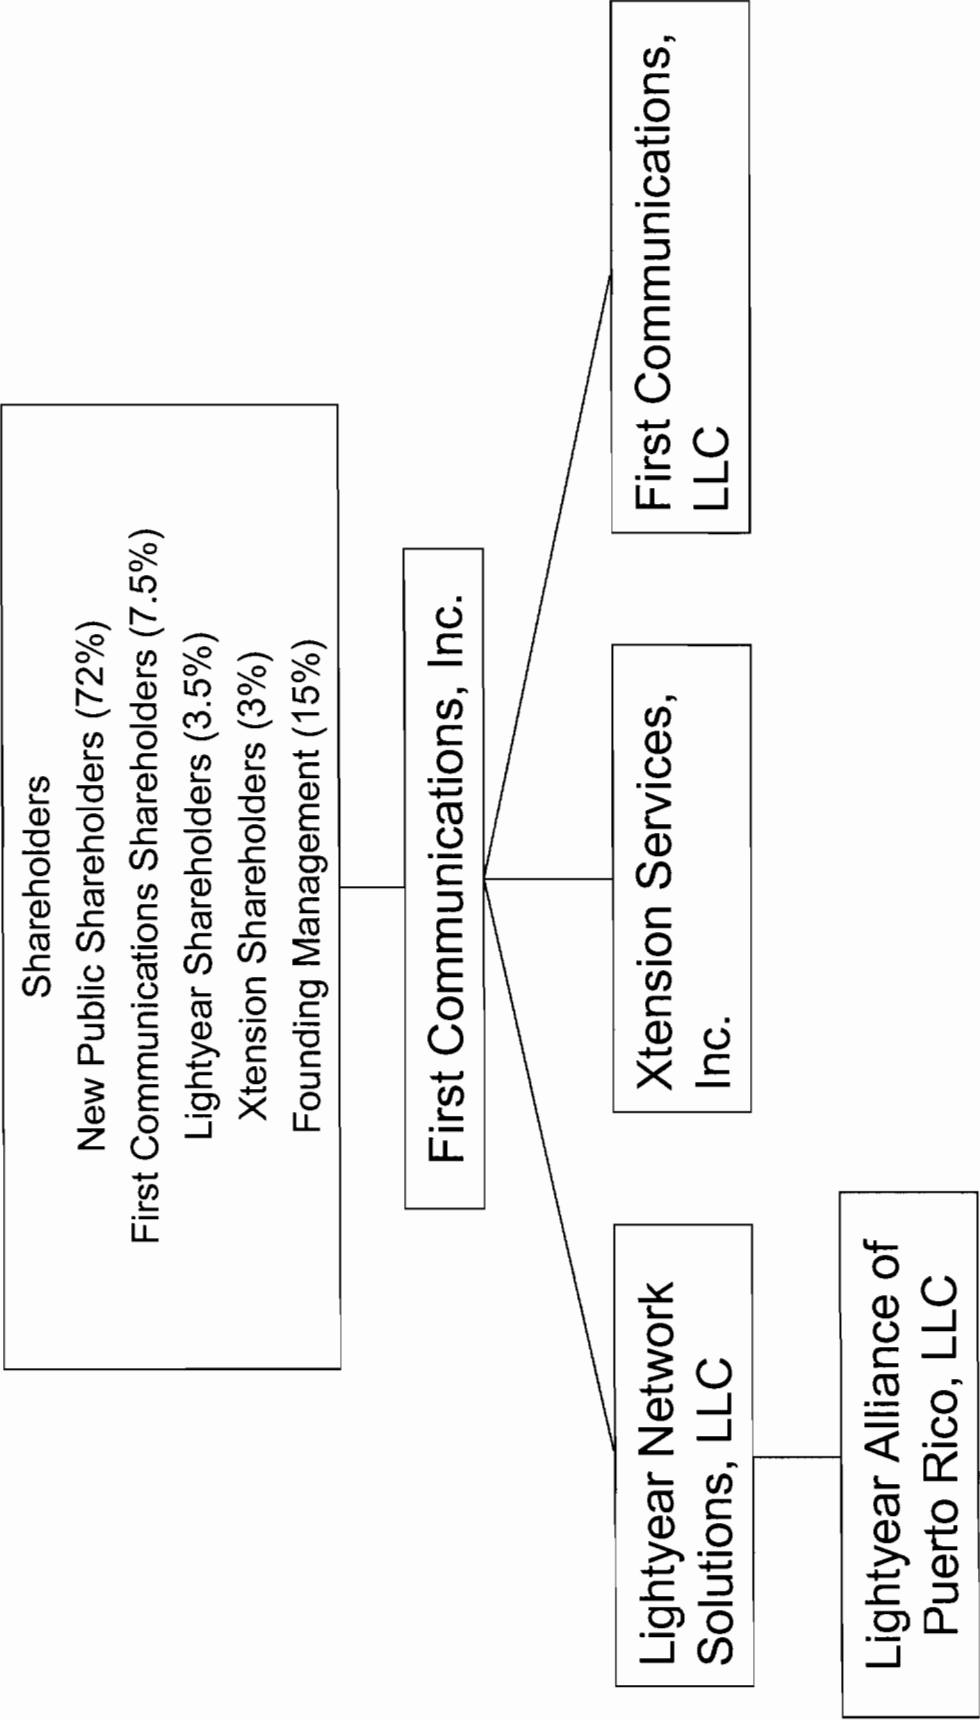 Shareholders
New Public Shareholders (72%)
First Communications Shareholders (7.5%)
Lightyear Shareholders (3.5%)
Xtension Shareholders (3%)
Founding Management (15%)
First Communications, Inc.
Lightyear Network
Solutions, LLC
Xtension Services,
Inc.
First Communications,
LLC
Lightyear Alliance of
Puerto Rico, LLC